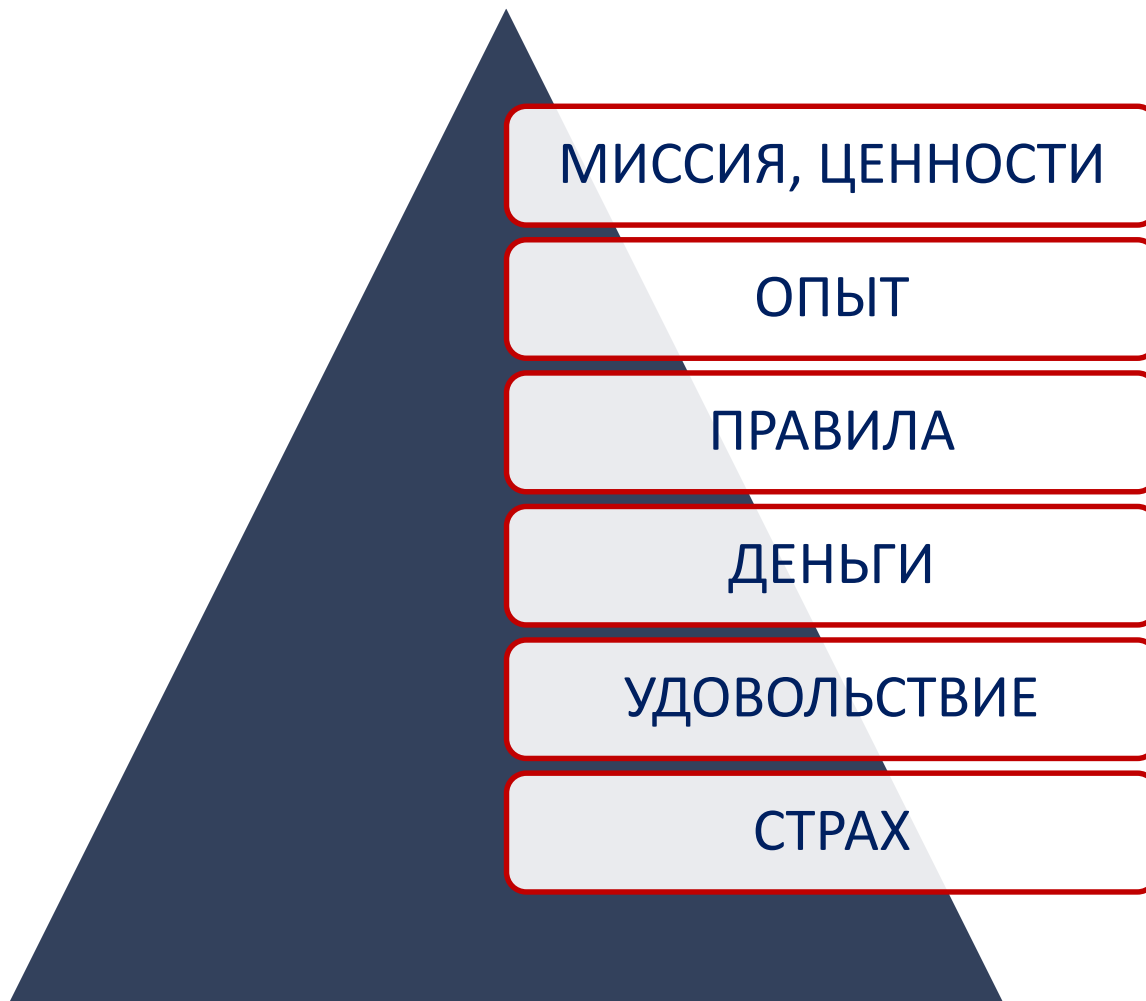 МИССИЯ, ЦЕННОСТИ
ОПЫТ
ПРАВИЛА
ДЕНЬГИ
УДОВОЛЬСТВИЕ
СТРАХ